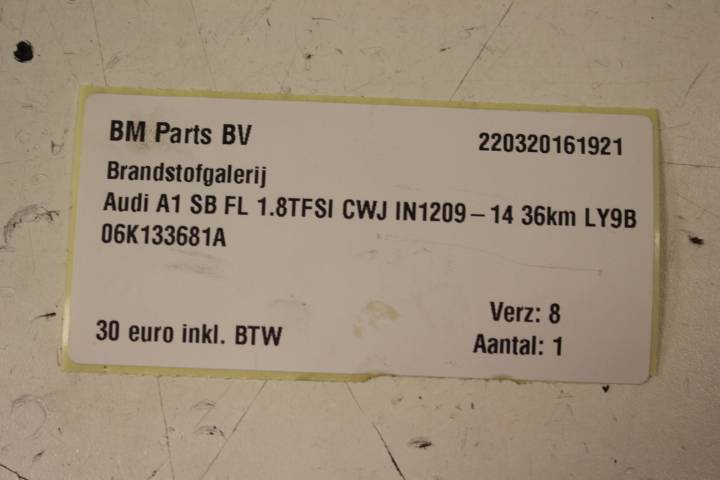 BM Parts BV 220320161921
Brandstofgalerij
Audi A1 SB FL 1.8TFSI CWJ IN1209-14 36km LY9B
06K133681A
Verz: 8
30 euro inkl. BTW Aantal: 1